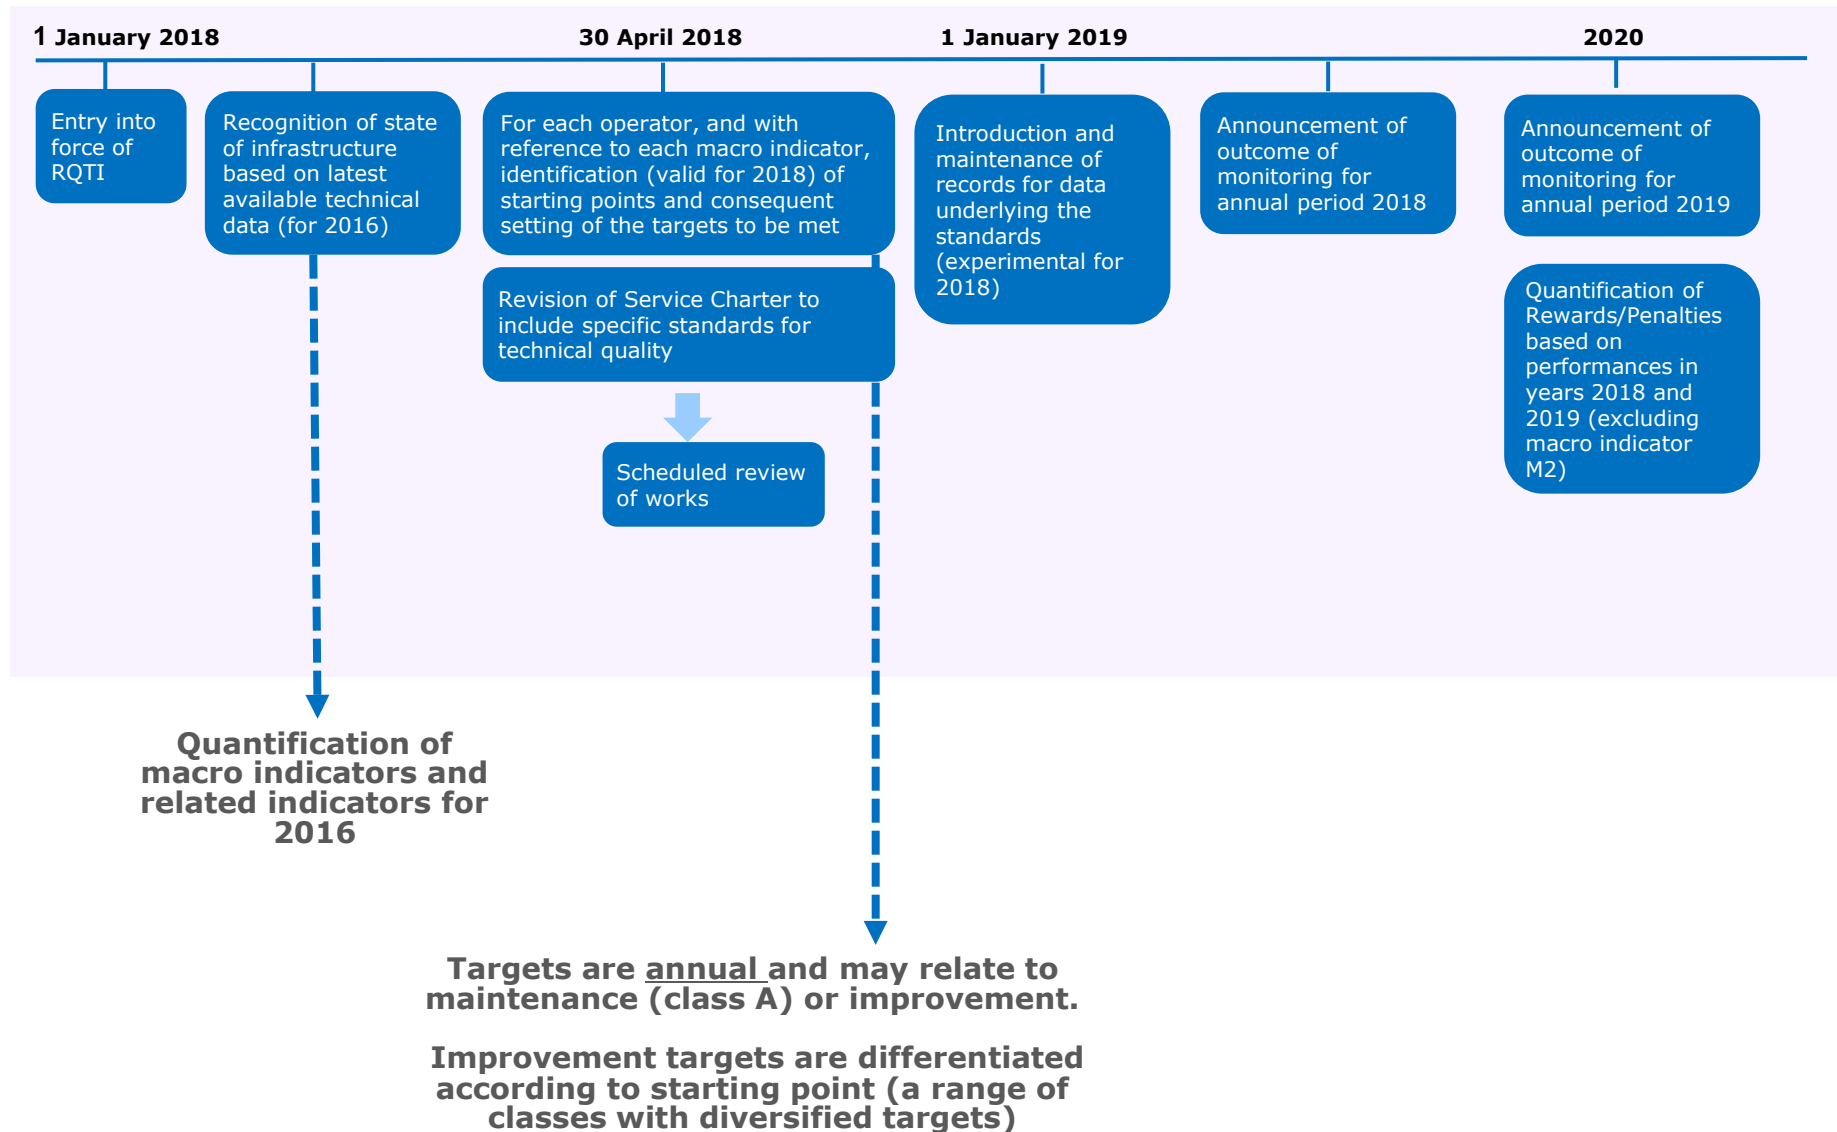 1 January 2018
30 April 2018
1 January 2019
2020
Entry into
force of
RQTI
Recognition of state
of infrastructure
based on latest
available technical
data (for 2016)
For each operator, and with
reference to each macro indicator,
identification (valid for 2018) of
starting points and consequent
setting of the targets to be met
Revision of Service Charter to
include specific standards for
technical quality
Scheduled review
of works
Introduction and
maintenance of
records for data
underlying the
standards
(experimental for
2018)
Announcement of
outcome of
monitoring for
annual period 2018
Announcement of
outcome of
monitoring for
annual period 2019
Quantification of
Rewards/Penalties
based on
performances in
years 2018 and
2019 (excluding
macro indicator
M2)
Quantification of
macro indicators and
related indicators for
2016
Targets are annual and may relate to
maintenance (class A) or improvement.
Improvement targets are differentiated
according to starting point (a range of
classes with diversified targets)